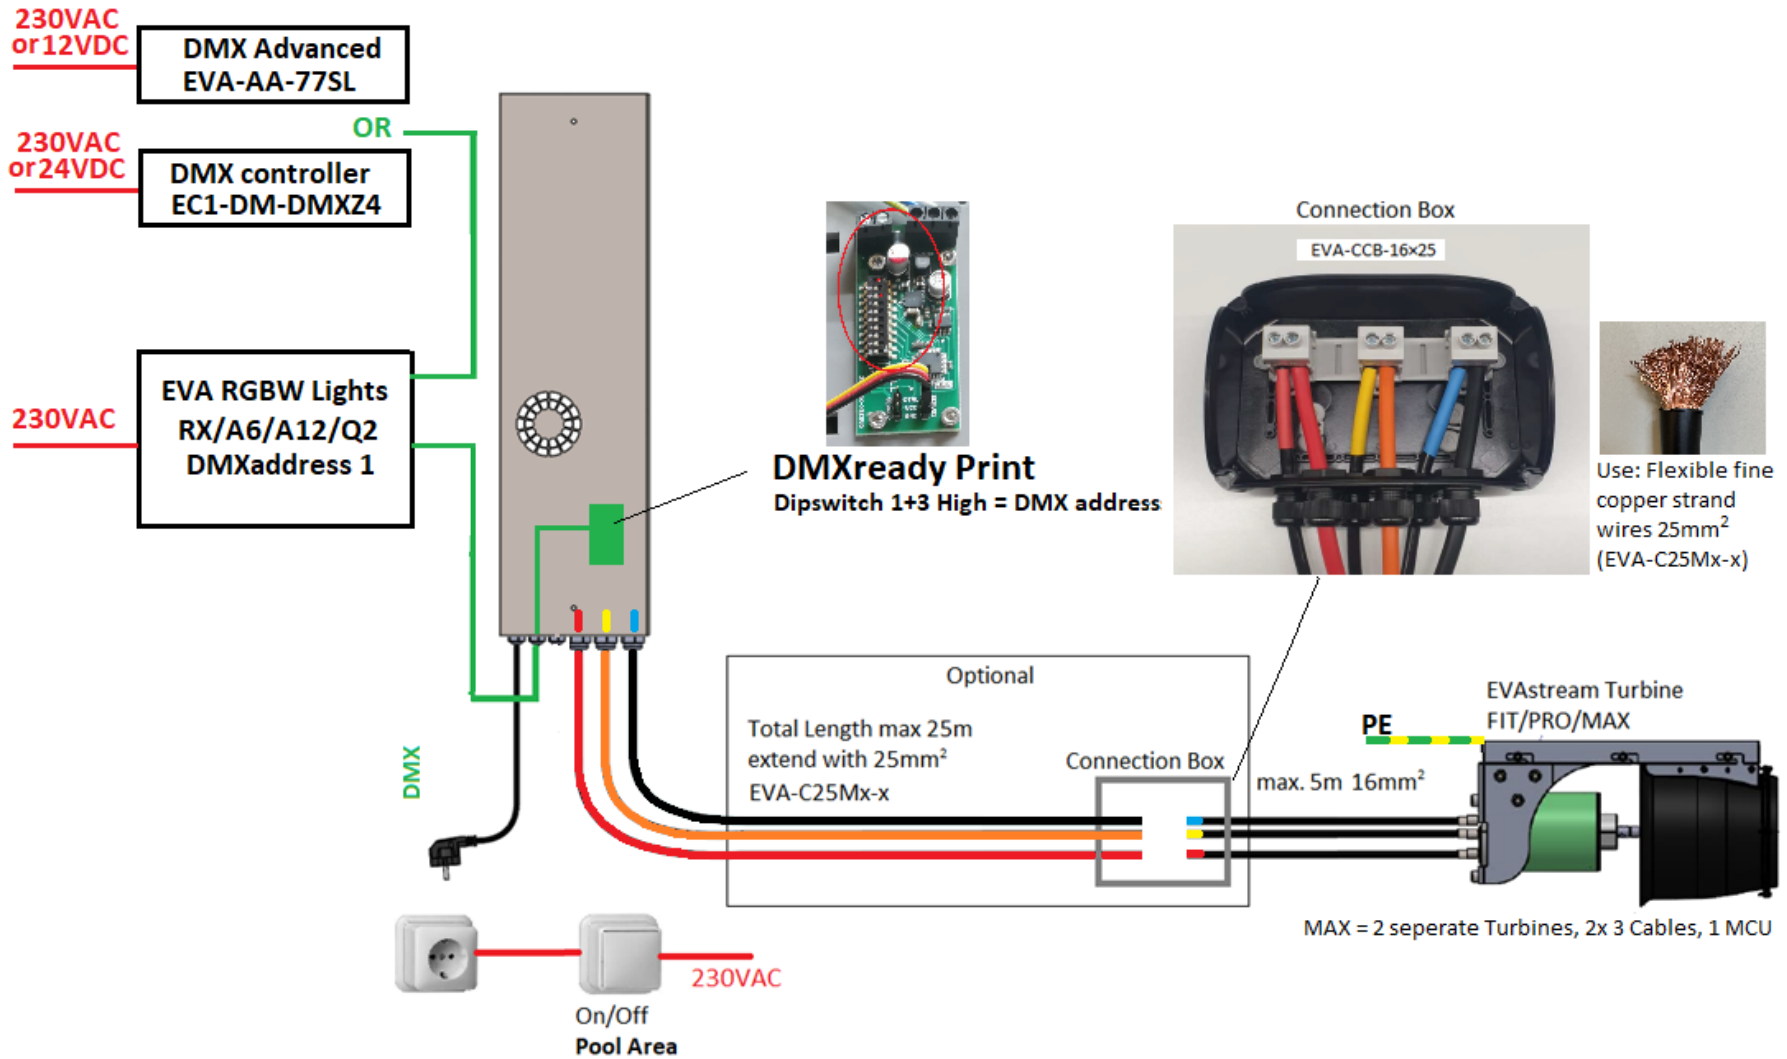 230VAC
or12VDC
DMX Advanced
EVA-AA-77SL
OR
230VAC
or24VDC
DMX controller
EC1-DM-DMXZ4
230VAC
EVA RGBW Lights
RX/A6/A12/Q2
DMXaddress 1
DMXready Print
Dipswitch 1+3 High = DMX address
Connection Box
EVA-CCB-16×25
Use: Flexible fine
copper strand
wires 25mm²
(EVA-C25Mx-x)
Optional
Total Length max 25m
extend with 25mm²
EVA-C25Mx-x
Connection Box
max. 5m 16mm²
PE
EVAstream Turbine
FIT/PRO/MAX
MAX = 2 seperate Turbines, 2x 3 Cables, 1 MCU
DMX
230VAC
On/Off
Pool Area